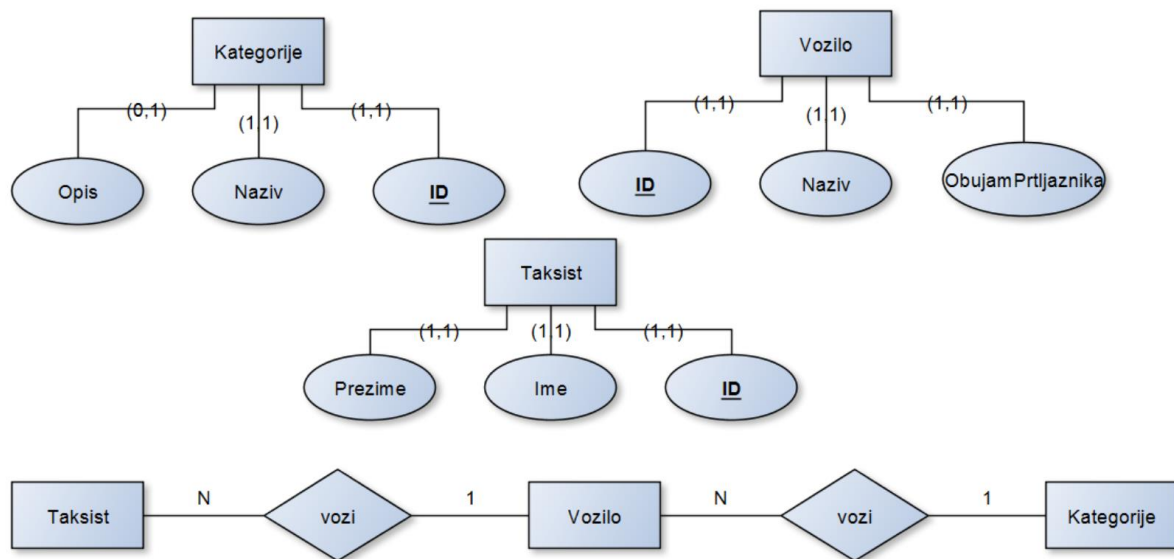 Kategorije
Vozilo
(0,1)
(1,1)
(1,1)
(1,1)
(1,1)
(1,1)
Opis
Naziv
ID
ID
Naziv
ObujamPrtljaznika
Taksist
(1,1)
(1,1)
(1,1)
Prezime
Ime
ID
Taksist
N
vozi
1
Vozilo
N
vozi
1
Kategorije